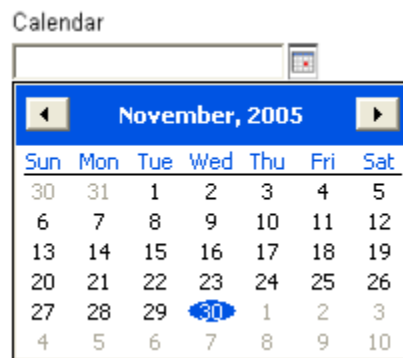 Calendar
November, 2005
Sun Mon Tue Wed Thu Fri Sat
30 31 1 2 3 4 5
6 7 8 9 10 11 12
13 14 15 16 17 18 19
20 21 22 23 24 25 26
27 28 29 30 1 2 3
4 5 6 7 8 9 10